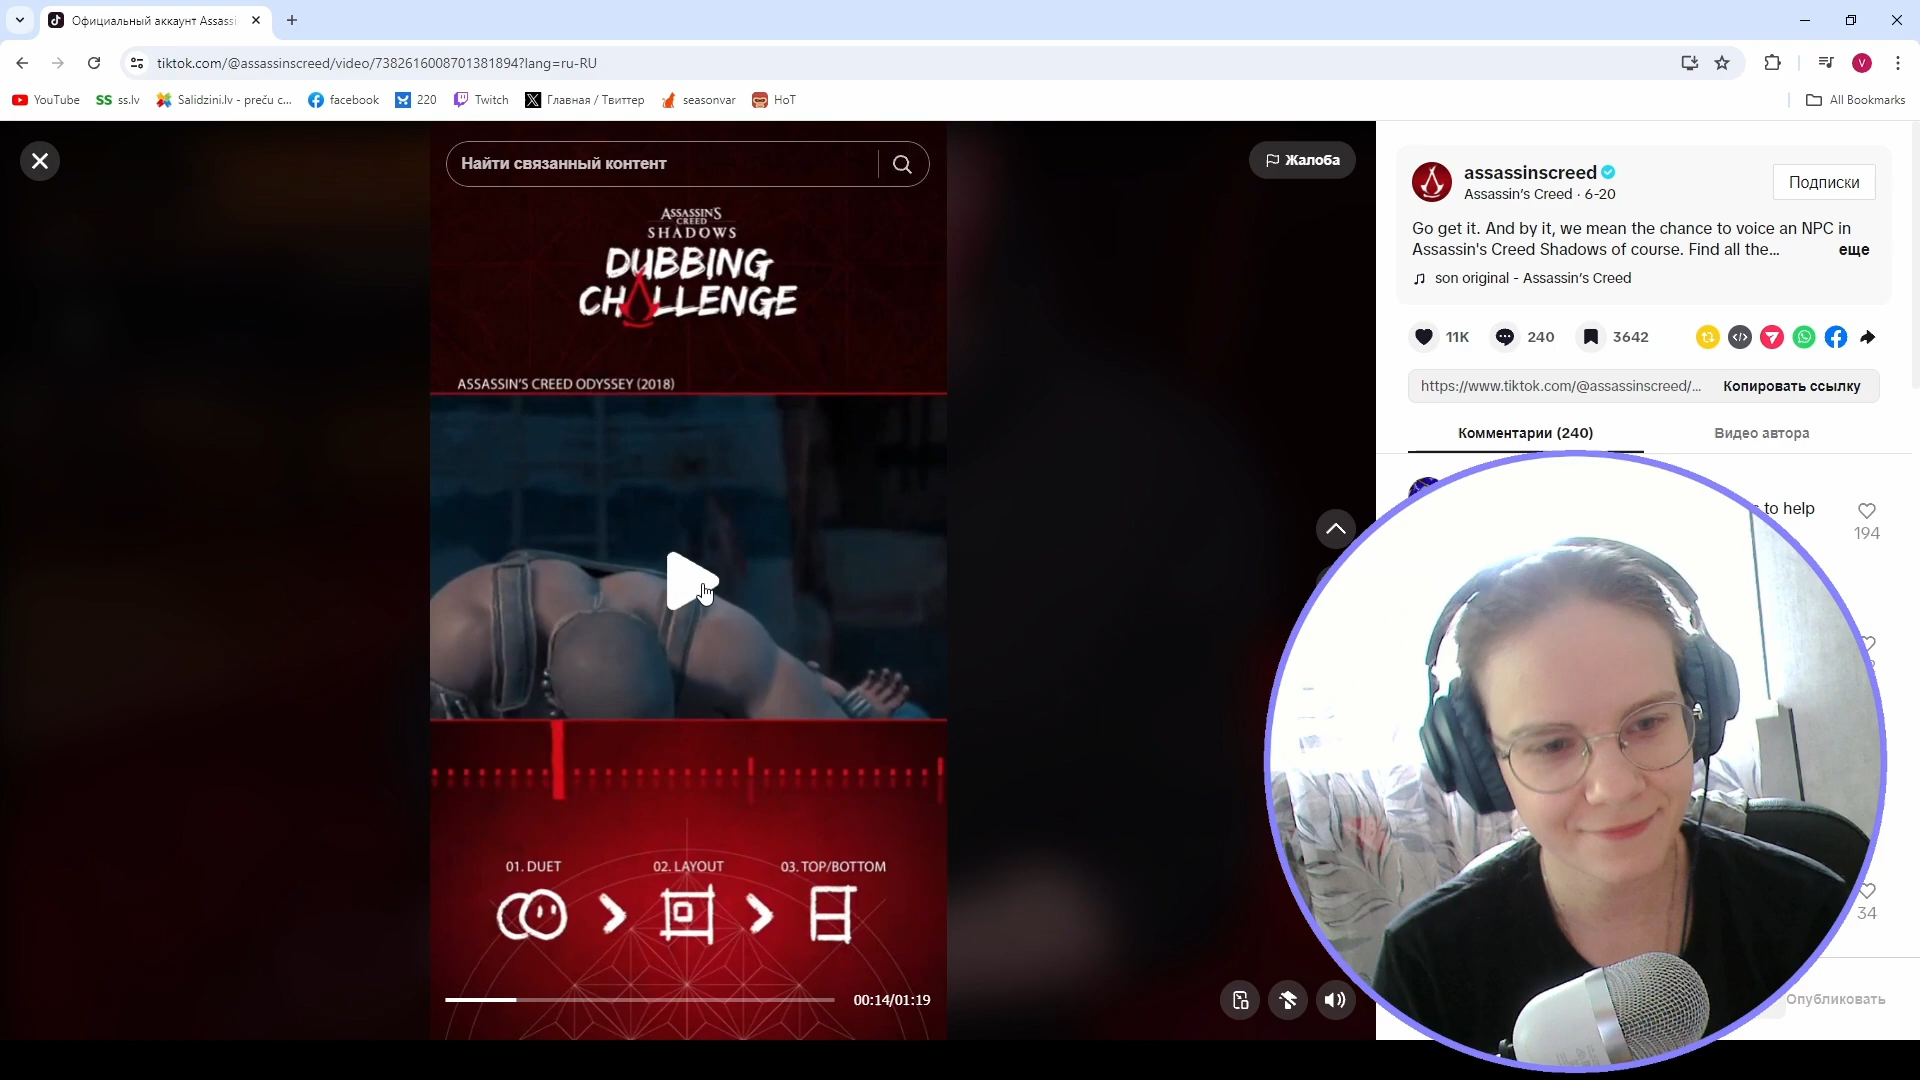 Официальный аккаунт Assassi
tiktok.com/@assassinscreed/video/7382616008701381894?lang=ru-RU
V
YouTube
SS ss.lv
Salidzini.lv - preču c...
facebook
220
Twitch
Главная / Твиттер
seasonvar
HoT
All Bookmarks
Найти связанный контент
Жалоба
ASSASSIN'S
CREED
SHADOWS
DUBBING
CHALLENGE
ASSASSIN'S CREED ODYSSEY (2018)
01. DUET
02. LAYOUT
03. TOP/BOTTOM
00:14/01:19
assassinscreed
Assassin's Creed · 6-20
Подписки
Go get it. And by it, we mean the chance to voice an NPC in
Assassin's Creed Shadows of course. Find all the... еще
son original - Assassin's Creed
11K
240
3642
https://www.tiktok.com/@assassinscreed/...
Копировать ссылку
Комментарии (240)
Видео автора
to help
194
34
Опубликовать